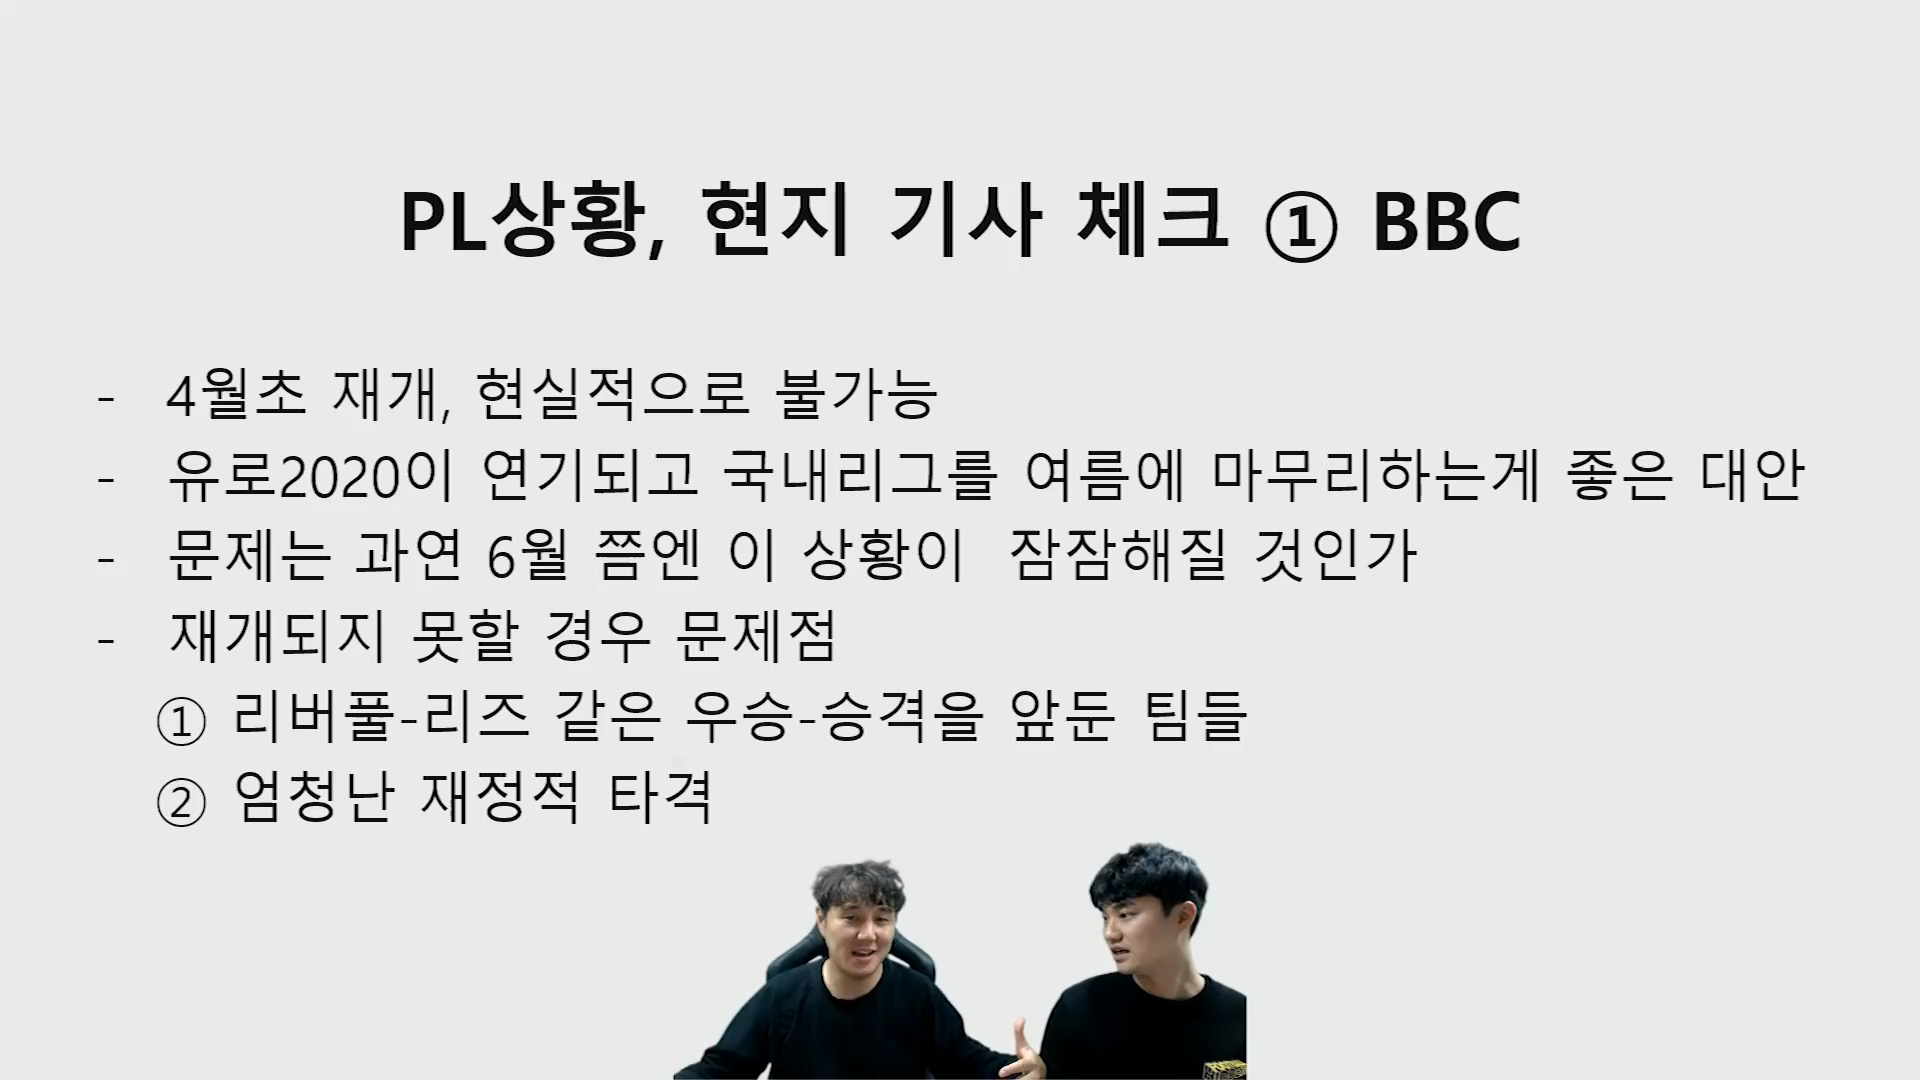 PL상황, 현지 기사 체크 ① BBC
- 4월초 재개, 현실적으로 불가능
- 유로2020이 연기되고 국내리그를 여름에 마무리하는게 좋은 대안
- 문제는 과연 6월 쯤엔 이 상황이 잠잠해질 것인가
- 재개되지 못할 경우 문제점
① 리버풀-리즈 같은 우승-승격을 앞둔 팀들
② 엄청난 재정적 타격